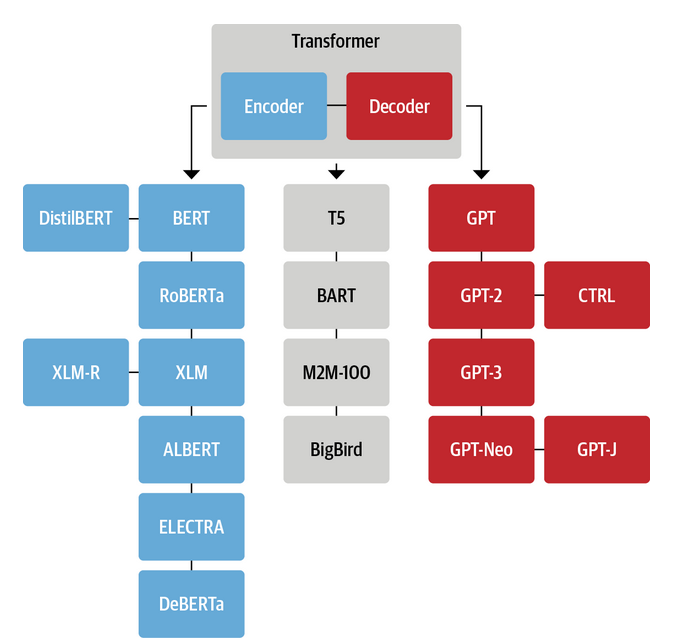 Transformer
Encoder
Decoder
DistilBERT
BERT
T5
GPT
RoBERTa
BART
GPT-2
CTRL
XLM-R
XLM
M2M-100
GPT-3
ALBERT
BigBird
GPT-Neo
GPT-J
ELECTRA
DeBERTa